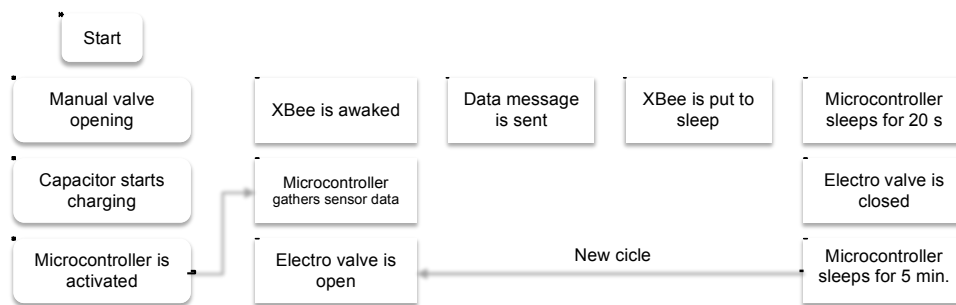 Start
Manual valve
opening
XBee is awaked
Data message
is sent
XBee is put to
sleep
Microcontroller
sleeps for 20 s
Capacitor starts
charging
Microcontroller
gathers sensor data
Electro valve is
closed
Microcontroller is
activated
Electro valve is
open
New cicle
Microcontroller
sleeps for 5 min.